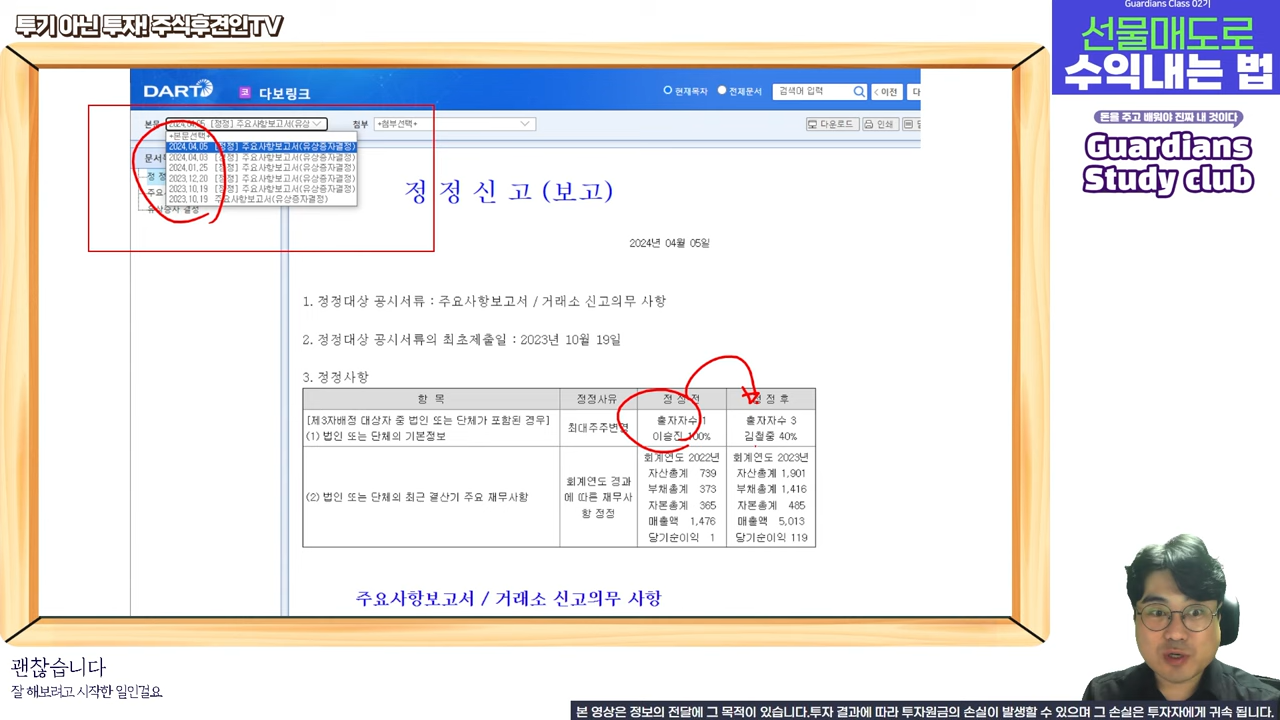 투기 아닌 투자! 주식후견인TV
Guardians Class 02기
선물매도로
수익내는 법
돈을 주고 배워야 진짜 내 것이다
Guardians
Study club
DART 코 다보링크
현재목차 전체문서 검색어 입력 < 이전
본문 2024.04.05 [정정] 주요사항보고서(유상 첨부 +첨부선택+ 다운로드 인쇄
+본문선택+
2024.04.05 [정정] 주요사항보고서(유상증자결정)
2024.04.03 [정정] 주요사항보고서(유상증자결정)
2024.01.25 [정정] 주요사항보고서(유상증자결정)
2023.12.20 [정정] 주요사항보고서(유상증자결정)
2023.10.19 [정정] 주요사항보고서(유상증자결정)
2023.10.19 주요사항보고서(유상증자결정)
유상증자 결정
정 정 신 고 (보고)
2024년 04월 05일
1. 정정대상 공시서류 : 주요사항보고서 / 거래소 신고의무 사항
2. 정정대상 공시서류의 최초제출일 : 2023년 10월 19일
3. 정정사항
항 목 정정사유 정 정 전 정 정 후
[제3자배정 대상자 중 법인 또는 단체가 포함된 경우]
(1) 법인 또는 단체의 기본정보
최대주주변경
출자자수 1
이승진 100%
출자자수 3
김철중 40%
(2) 법인 또는 단체의 최근 결산기 주요 재무사항
회계연도 경과
에 따른 재무사
항 정정
회계연도 2022년
자산총계 739
부채총계 373
자본총계 365
매출액 1,476
당기순이익 1
회계연도 2023년
자산총계 1,901
부채총계 1,416
자본총계 485
매출액 5,013
당기순이익 119
주요사항보고서 / 거래소 신고의무 사항
괜찮습니다
잘 해보려고 시작한 일인걸요
본 영상은 정보의 전달에 그 목적이 있습니다.투자 결과에 따라 투자원금의 손실이 발생할 수 있으며 그 손실은 투자자에게 귀속 됩니다.